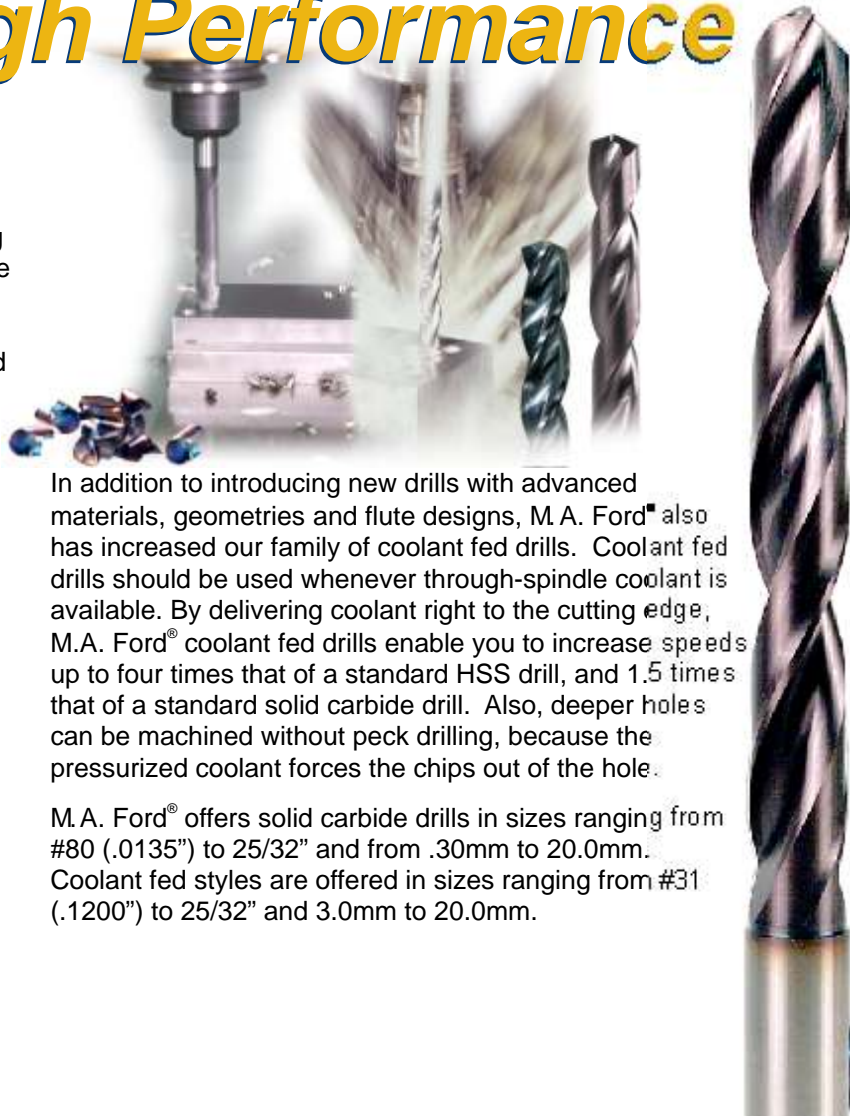 gh Performance
g
e
d
In addition to introducing new drills with advanced
materials, geometries and flute designs, M.A. Ford■ also
has increased our family of coolant fed drills.  Coolant fed
drills should be used whenever through-spindle coolant is
available. By delivering coolant right to the cutting edge,
M.A. Ford® coolant fed drills enable you to increase speeds
up to four times that of a standard HSS drill, and 1.5 times
that of a standard solid carbide drill.  Also, deeper holes
can be machined without peck drilling, because the
pressurized coolant forces the chips out of the hole.
M.A. Ford® offers solid carbide drills in sizes ranging from
#80 (.0135”) to 25/32” and from .30mm to 20.0mm.
Coolant fed styles are offered in sizes ranging from #31
(.1200”) to 25/32” and 3.0mm to 20.0mm.